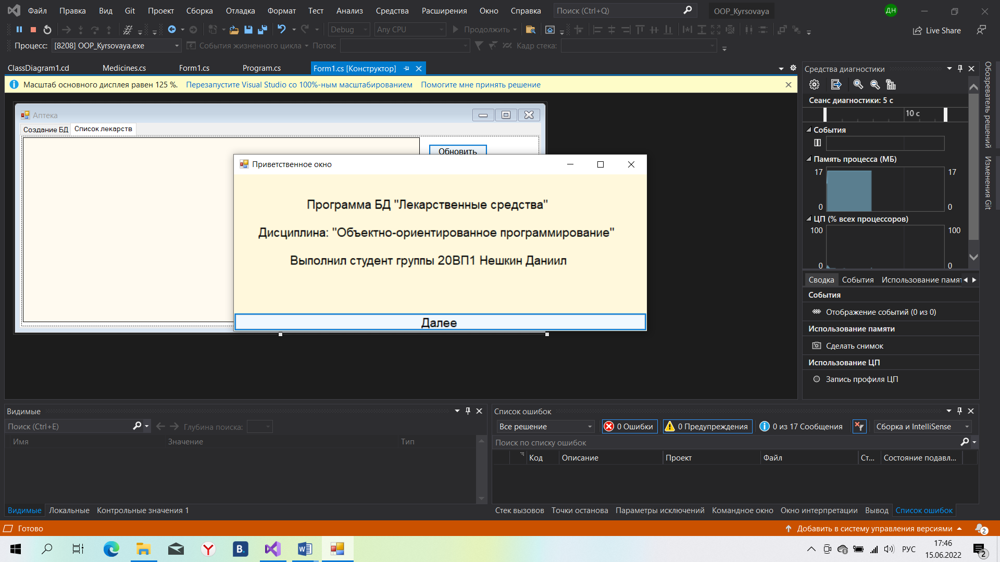 Файл Правка Вид Git Проект Сборка Отладка Формат Тест Анализ Средства Расширения Окно Справка Поиск (Ctrl+Q) OOP_Kyrsovaya ДН
Debug Any CPU Продолжить Live Share
Процесс: [8208] OOP_Kyrsovaya.exe События жизненного цикла Поток: Кадр стека:
ClassDiagram1.cd Medicines.cs Form1.cs Program.cs Form1.cs [Конструктор]
Масштаб основного дисплея равен 125 %. Перезапустите Visual Studio со 100%-ным масштабированием Помогите мне принять решение
Аптека
Создание БД Список лекарств
Обновить
Приветственное окно
Программа БД "Лекарственные средства"
Дисциплина: "Объектно-ориентированное программирование"
Выполнил студент группы 20ВП1 Нешкин Даниил
Далее
Средства диагностики
Сеанс диагностики: 5 с
10 с
События
Память процесса (МБ)
17 17
0 0
ЦП (% всех процессоров)
100 100
0 0
Сводка События Использование памят
События
Отображение событий (0 из 0)
Использование памяти
Сделать снимок
Использование ЦП
Запись профиля ЦП
Обозреватель решений
Изменения Git
Видимые
Поиск (Ctrl+E) Глубина поиска:
Имя Значение Тип
Видимые Локальные Контрольные значения 1
Список ошибок
Все решение 0 Ошибки 0 Предупреждения 0 из 17 Сообщения Сборка и IntelliSense
Поиск по списку ошибок
Код Описание Проект Файл Ст... Состояние подавл...
Стек вызовов Точки останова Параметры исключений Командное окно Окно интерпретации Вывод Список ошибок
Готово Добавить в систему управления версиями 2
B. РУС 17:46
15.06.2022 2